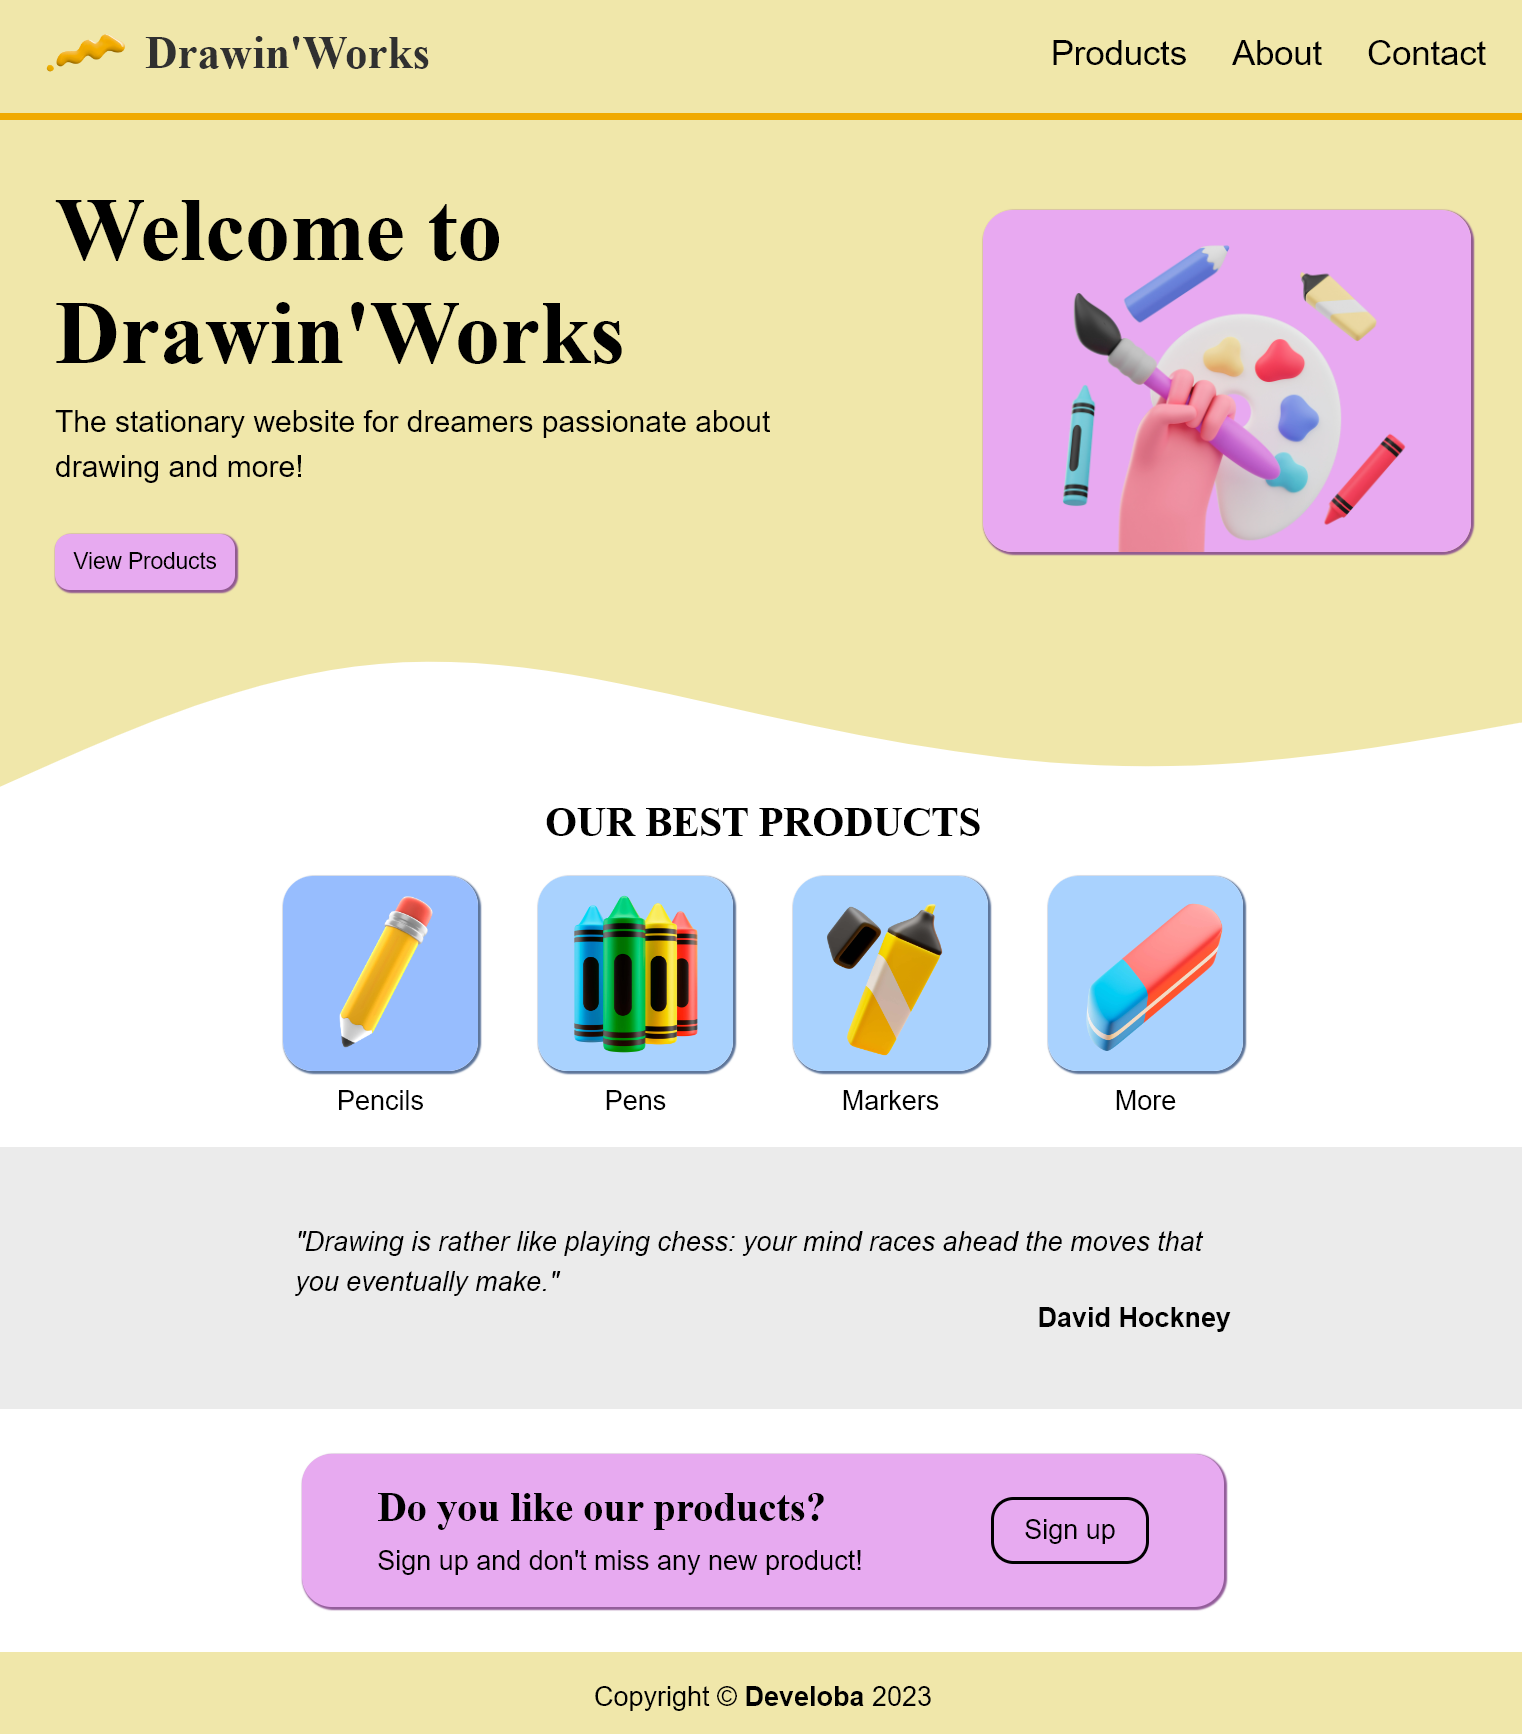 Drawin'Works
Products About Contact
Welcome to
Drawin'Works
The stationary website for dreamers passionate about
drawing and more!
View Products
OUR BEST PRODUCTS
Pencils Pens Markers More
"Drawing is rather like playing chess: your mind races ahead the moves that
you eventually make."
David Hockney
Do you like our products?
Sign up and don't miss any new product!
Sign up
Copyright © Develoba 2023